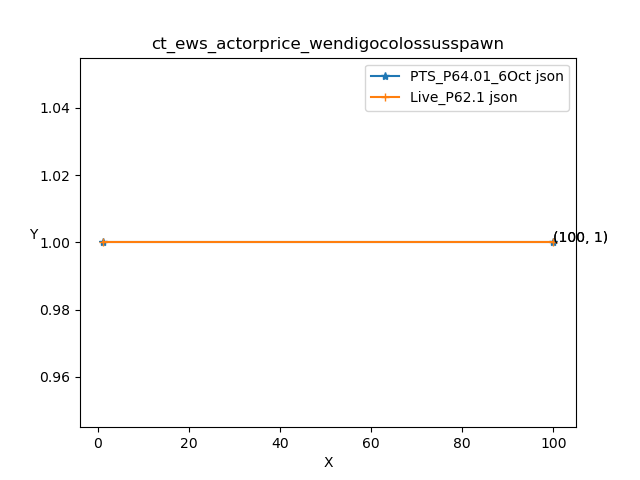 ct_ews_actorprice_wendigocolossusspawn
PTS_P64.01_6Oct json
Live_P62.1 json
1.04
1.02
Y
1.00
0.98
0.96
(100, 1)
0
20
40
60
80
100
X